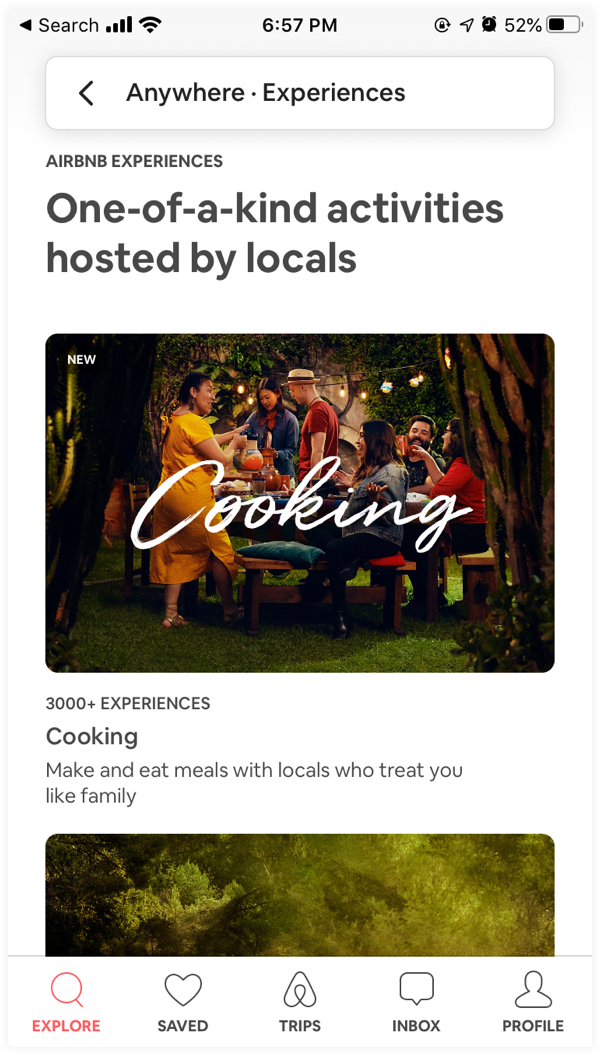 Search 6:57 PM 52%
Anywhere · Experiences
AIRBNB EXPERIENCES
One-of-a-kind activities
hosted by locals
NEW
Cooking
3000+ EXPERIENCES
Cooking
Make and eat meals with locals who treat you
like family
EXPLORE SAVED TRIPS INBOX PROFILE